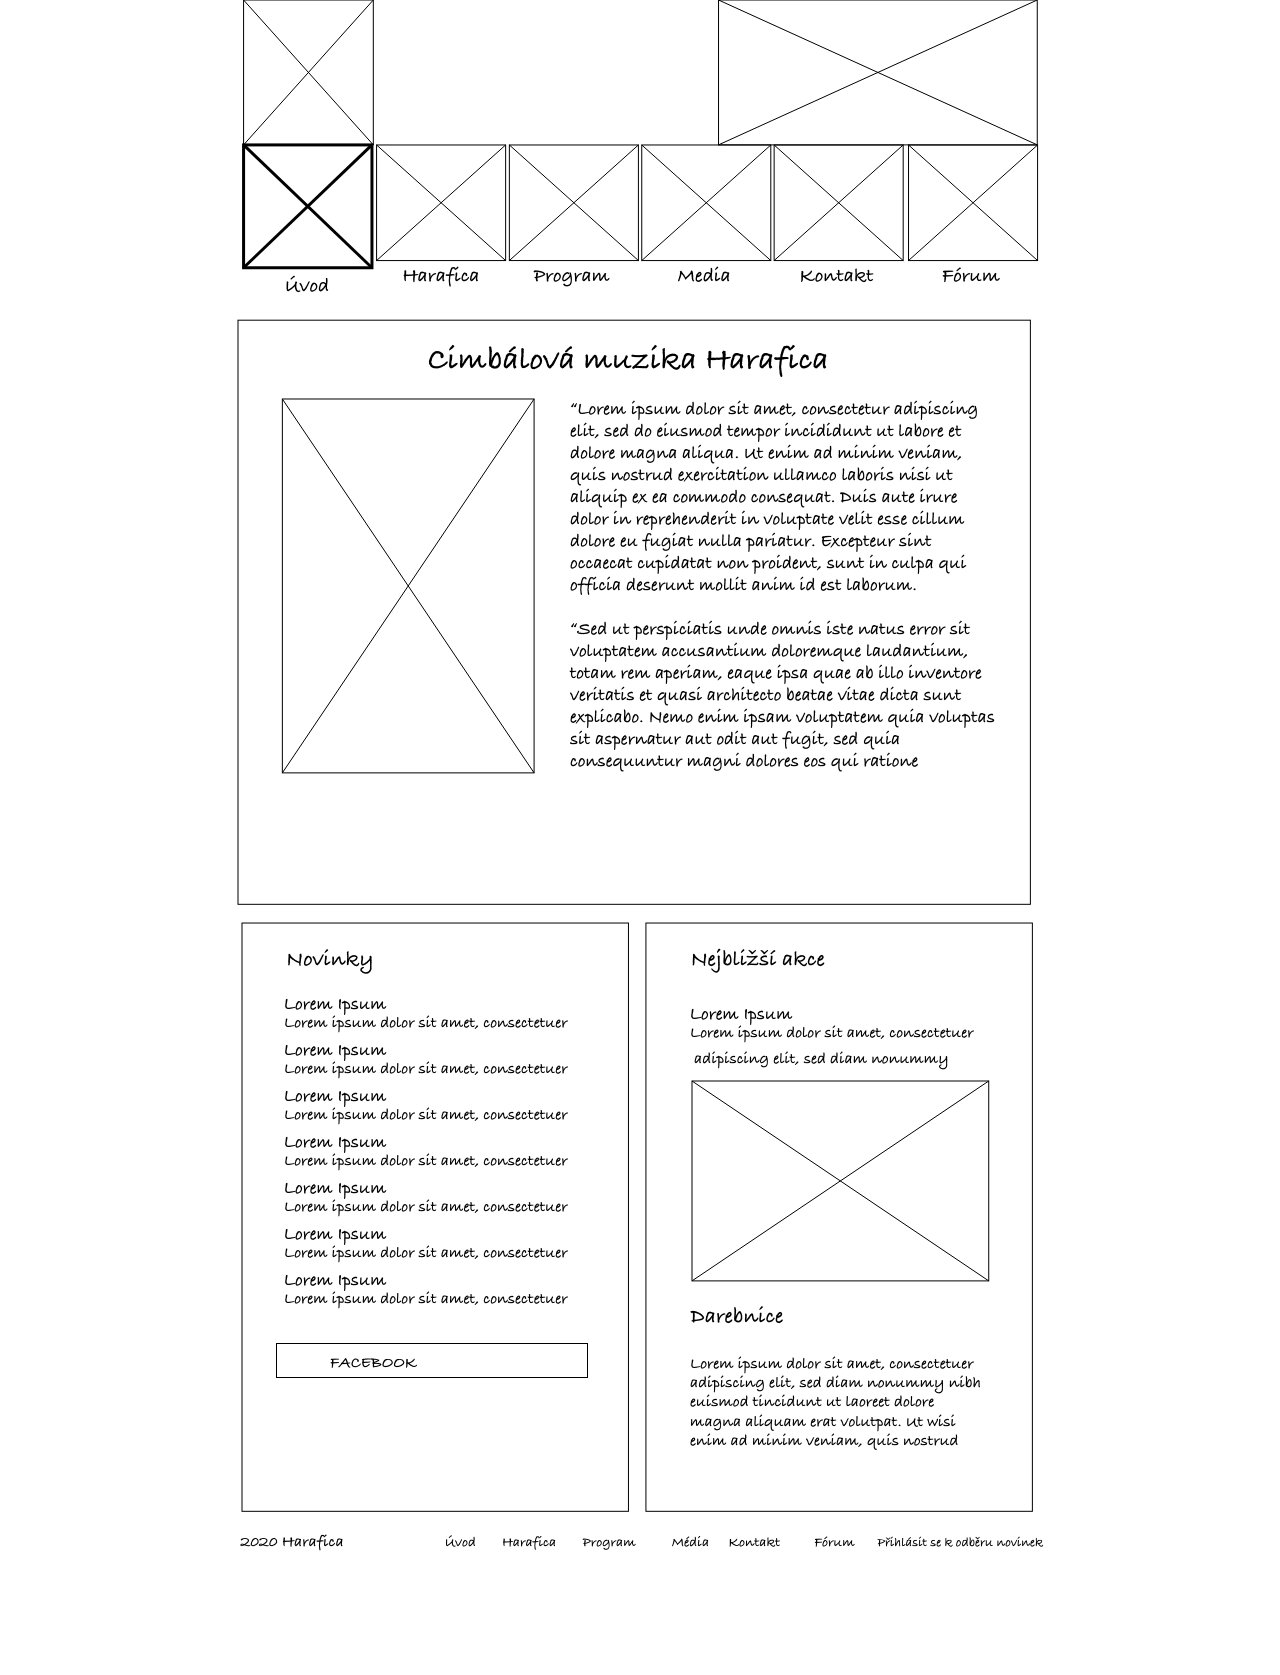 Úvod
Harafica
Program
Media
Kontakt
Fórum
Cimbálová muzika Harafica
“Lorem ipsum dolor sit amet, consectetur adipiscing
elit, sed do eiusmod tempor incididunt ut labore et
dolore magna aliqua. Ut enim ad minim veniam,
quis nostrud exercitation ullamco laboris nisi ut
aliquip ex ea commodo consequat. Duis aute irure
dolor in reprehenderit in voluptate velit esse cillum
dolore eu fugiat nulla pariatur. Excepteur sint
occaecat cupidatat non proident, sunt in culpa qui
officia deserunt mollit anim id est laborum.
“Sed ut perspiciatis unde omnis iste natus error sit
voluptatem accusantium doloremque laudantium,
totam rem aperiam, eaque ipsa quae ab illo inventore
veritatis et quasi architecto beatae vitae dicta sunt
explicabo. Nemo enim ipsam voluptatem quia voluptas
sit aspernatur aut odit aut fugit, sed quia
consequuntur magni dolores eos qui ratione
Novinky
Lorem Ipsum
Lorem ipsum dolor sit amet, consectetuer
Lorem Ipsum
Lorem ipsum dolor sit amet, consectetuer
Lorem Ipsum
Lorem ipsum dolor sit amet, consectetuer
Lorem Ipsum
Lorem ipsum dolor sit amet, consectetuer
Lorem Ipsum
Lorem ipsum dolor sit amet, consectetuer
Lorem Ipsum
Lorem ipsum dolor sit amet, consectetuer
Lorem Ipsum
Lorem ipsum dolor sit amet, consectetuer
FACEBOOK
Nejbližší akce
Lorem Ipsum
Lorem ipsum dolor sit amet, consectetuer
adipiscing elit, sed diam nonummy
Darebnice
Lorem ipsum dolor sit amet, consectetuer
adipiscing elit, sed diam nonummy nibh
euismod tincidunt ut laoreet dolore
magna aliquam erat volutpat. Ut wisi
enim ad minim veniam, quis nostrud
2020 Harafica Úvod Harafica Program Média Kontakt Fórum Přihlásit se k odběru novinek